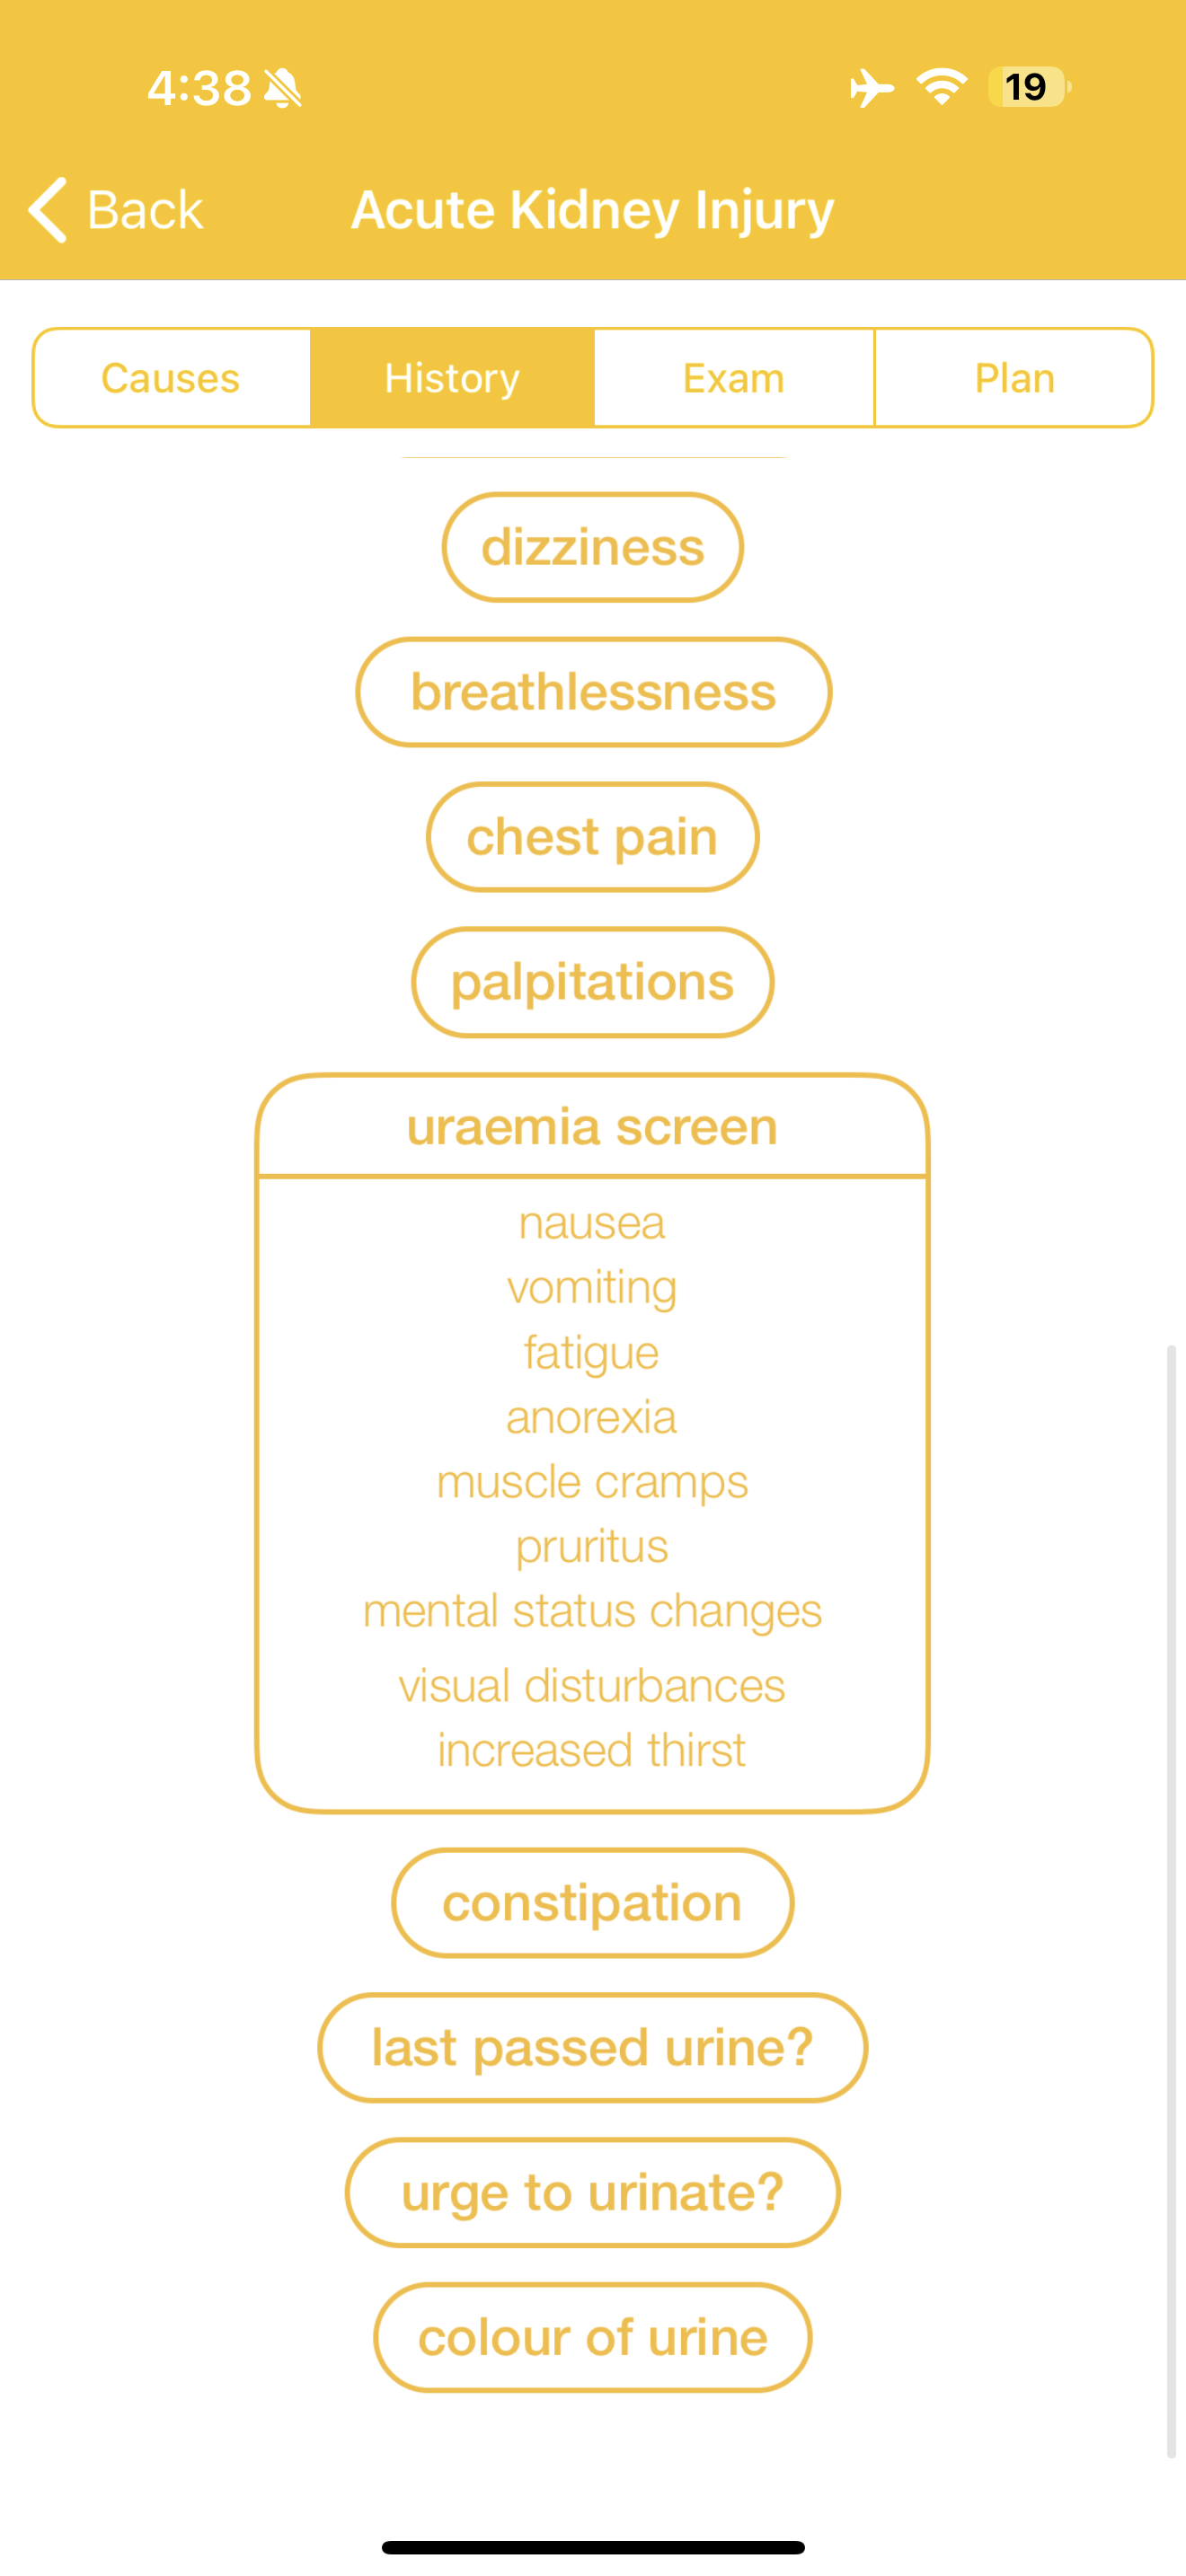 4:38
19
Back
Acute Kidney Injury
Causes
History
Exam
Plan
dizziness
breathlessness
chest pain
palpitations
uraemia screen
nausea
vomiting
fatigue
anorexia
muscle cramps
pruritus
mental status changes
visual disturbances
increased thirst
constipation
last passed urine?
urge to urinate?
colour of urine